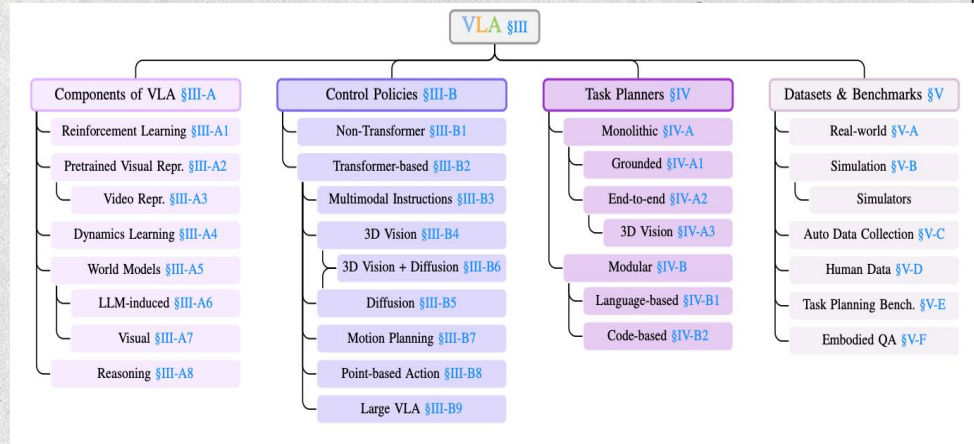 VLA §III
Components of VLA §III-A
Reinforcement Learning §III-A1
Pretrained Visual Repr. §III-A2
Video Repr. §III-A3
Dynamics Learning §III-A4
World Models §III-A5
LLM-induced §III-A6
Visual §III-A7
Reasoning §III-A8
Control Policies §III-B
Non-Transformer §III-B1
Transformer-based §III-B2
Multimodal Instructions §III-B3
3D Vision §III-B4
3D Vision + Diffusion §III-B6
Diffusion §III-B5
Motion Planning §III-B7
Point-based Action §III-B8
Large VLA §III-B9
Task Planners §IV
Monolithic §IV-A
Grounded §IV-A1
End-to-end §IV-A2
3D Vision §IV-A3
Modular §IV-B
Language-based §IV-B1
Code-based §IV-B2
Datasets & Benchmarks §V
Real-world §V-A
Simulation §V-B
Simulators
Auto Data Collection §V-C
Human Data §V-D
Task Planning Bench. §V-E
Embodied QA §V-F